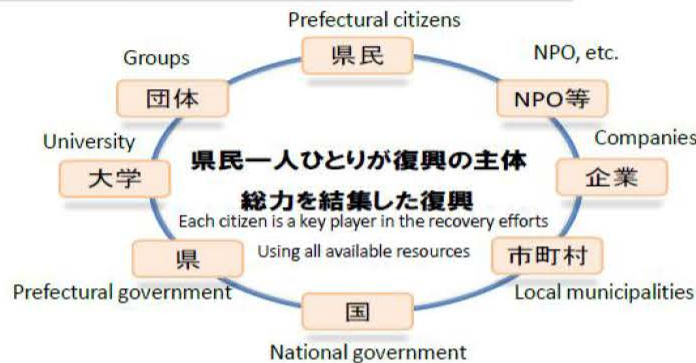 Prefectural citizens
県民
Groups
団体
NPO, etc.
NPO等
University
大学
Companies
企業
県民一人ひとりが復興の主体
総力を結集した復興
Each citizen is a key player in the recovery efforts
Using all available resources
県
Prefectural government
市町村
Local municipalities
国
National government